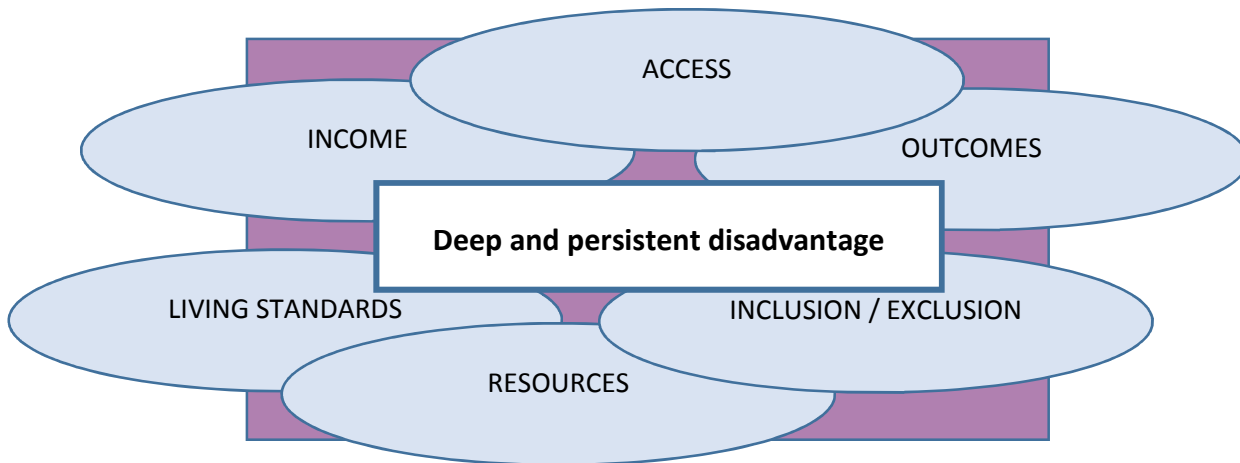 ACCESS
INCOME
OUTCOMES
Deep and persistent disadvantage
LIVING STANDARDS
INCLUSION / EXCLUSION
RESOURCES